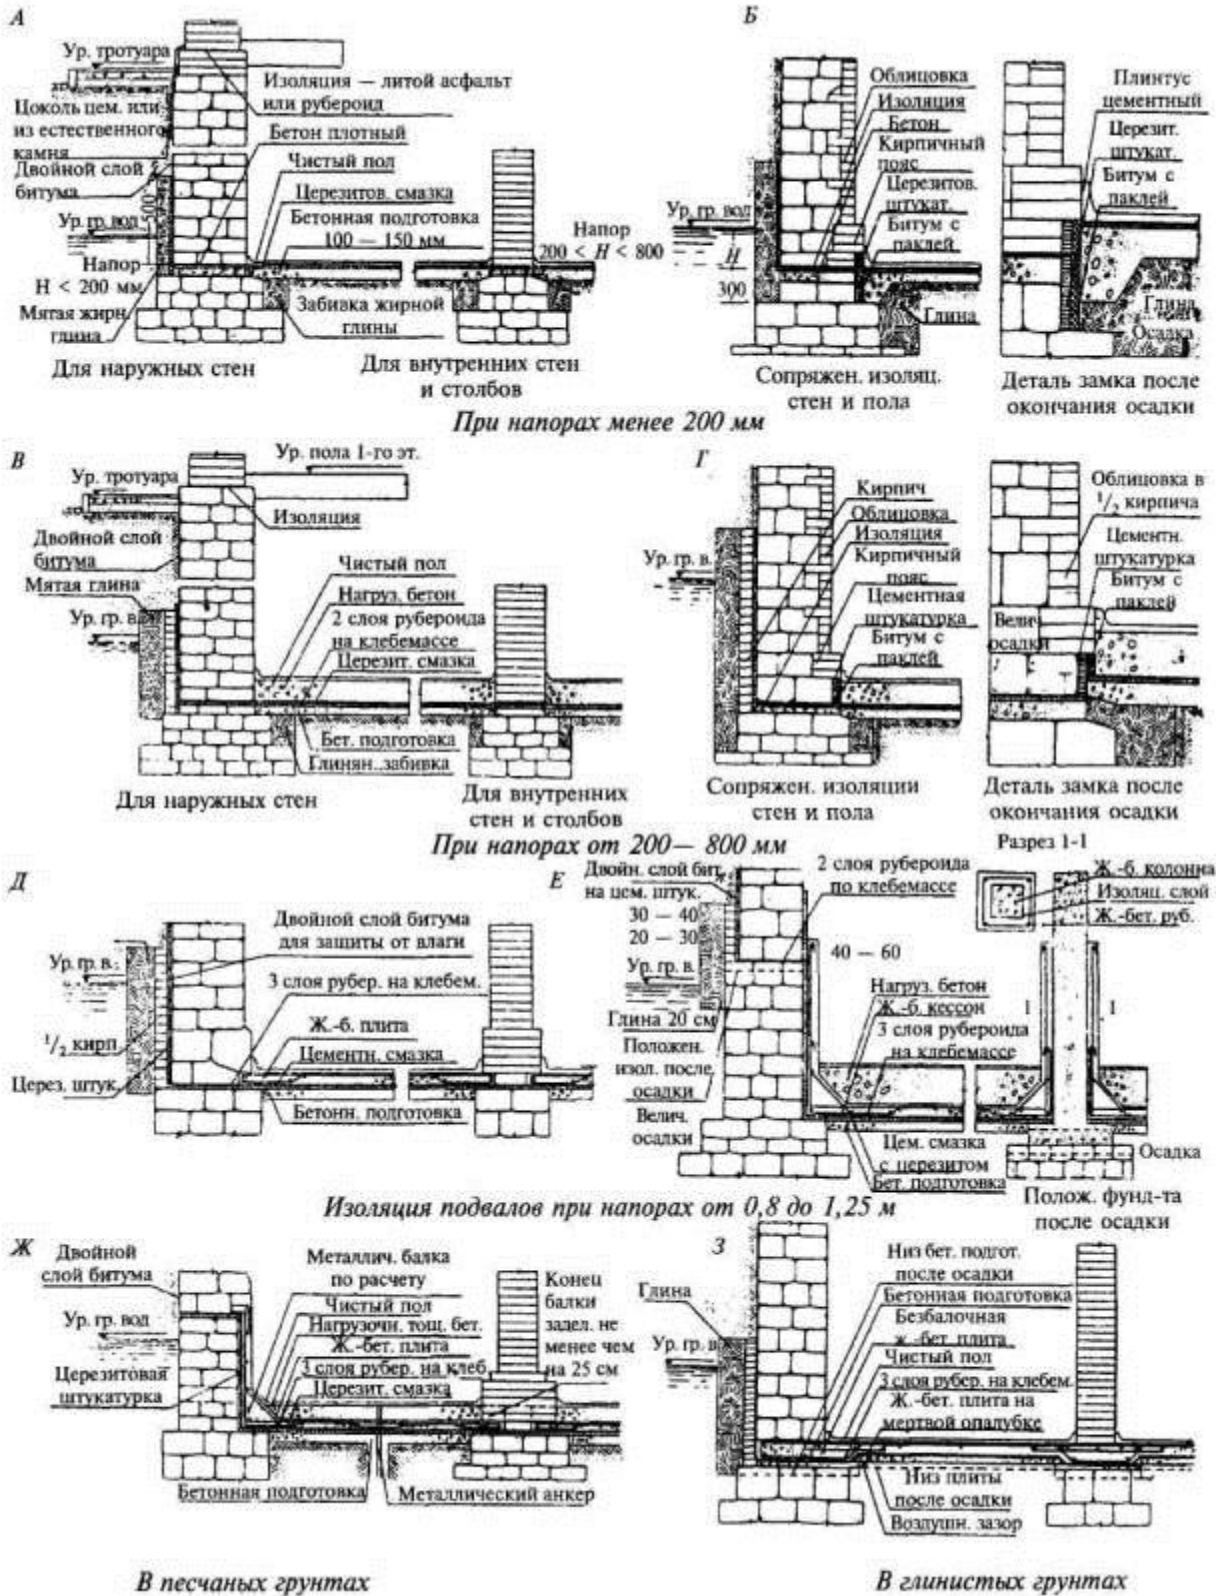 А
Ур. тротуара
Изоляция — литой асфальт
или рубероид
Цоколь цем. или
из естественного
камня
Бетон плотный
Двойной слой
битума
Чистый пол
Церезитов. смазка
Ур. гр. вод
500
Бетонная подготовка
100 — 150 мм
Напор
H < 200 мм
Напор
200 < H < 800
Мятая жирн.
глина
Забивка жирной
глины
Для наружных стен
Для внутренних стен
и столбов
Б
Облицовка
Изоляция
Бетон
Кирпичный
пояс
Церезитов.
штукат.
Битум с
паклей
Ур. гр. вод
H
300
Глина
Сопряжен. изоляц.
стен и пола
Плинтус
цементный
Церезит.
штукат.
Битум с
паклей
Глина
Осадка
Деталь замка после
окончания осадки
При напорах менее 200 мм
В
Ур. пола 1-го эт.
Ур. тротуара
Изоляция
Двойной слой
битума
Мятая глина
Ур. гр. в.
Чистый пол
Нагруз. бетон
2 слоя рубероида
на клебемассе
Церезит. смазка
Бет. подготовка
Глинян. забивка
Для наружных стен
Для внутренних
стен и столбов
Г
Кирпич
Облицовка
Изоляция
Кирпичный
пояс
Ур. гр. в.
Цементная
штукатурка
Битум с
паклей
Сопряжен. изоляции
стен и пола
Облицовка в
1/2 кирпича
Цементн.
штукатурка
Битум с
паклей
Велич.
осадки
Деталь замка после
окончания осадки
При напорах от 200— 800 мм
Д
Двойной слой битума
для защиты от влаги
Ур. гр. в.
3 слоя рубер. на клебем.
1/2 кирп.
Ж.-б. плита
Цементн. смазка
Церез. штук.
Бетонн. подготовка
Е
Двойн. слой бит.
на цем. штук.
30 — 40
20 — 30
Ур. гр. в.
Глина 20 см
Положен.
изол. после.
осадки
Велич.
осадки
2 слоя рубероида
по клебемассе
40 — 60
Нагруз. бетон
Ж.-б. кессон
3 слоя рубероида
на клебемассе
Цем. смазка
с церезитом
Бет. подготовка
Разрез 1-1
Ж.-б. колонна
Изоляц. слой
Ж.-бет. руб.
1
1
Осадка
Полож. фунд-та
после осадки
Изоляция подвалов при напорах от 0,8 до 1,25 м
Ж
Двойной
слой битума
Ур. гр. вод
Церезитовая
штукатурка
Металлич. балка
по расчету
Чистый пол
Нагрузочн. тощ. бет.
Ж.-бет. плита
3 слоя рубер. на клеб.
Церезит. смазка
Конец
балки
задел. не
менее чем
на 25 см
Бетонная подготовка
Металлический анкер
З
Глина
Ур. гр. в.
Низ бет. подгот.
после осадки
Бетонная подготовка
Безбалочная
ж.-бет. плита
Чистый пол
3 слоя рубер. на клебем.
Ж.-бет. плита на
мертвой опалубке
Низ плиты
после осадки
Воздушн. зазор
В песчаных грунтах
В глинистых грунтах